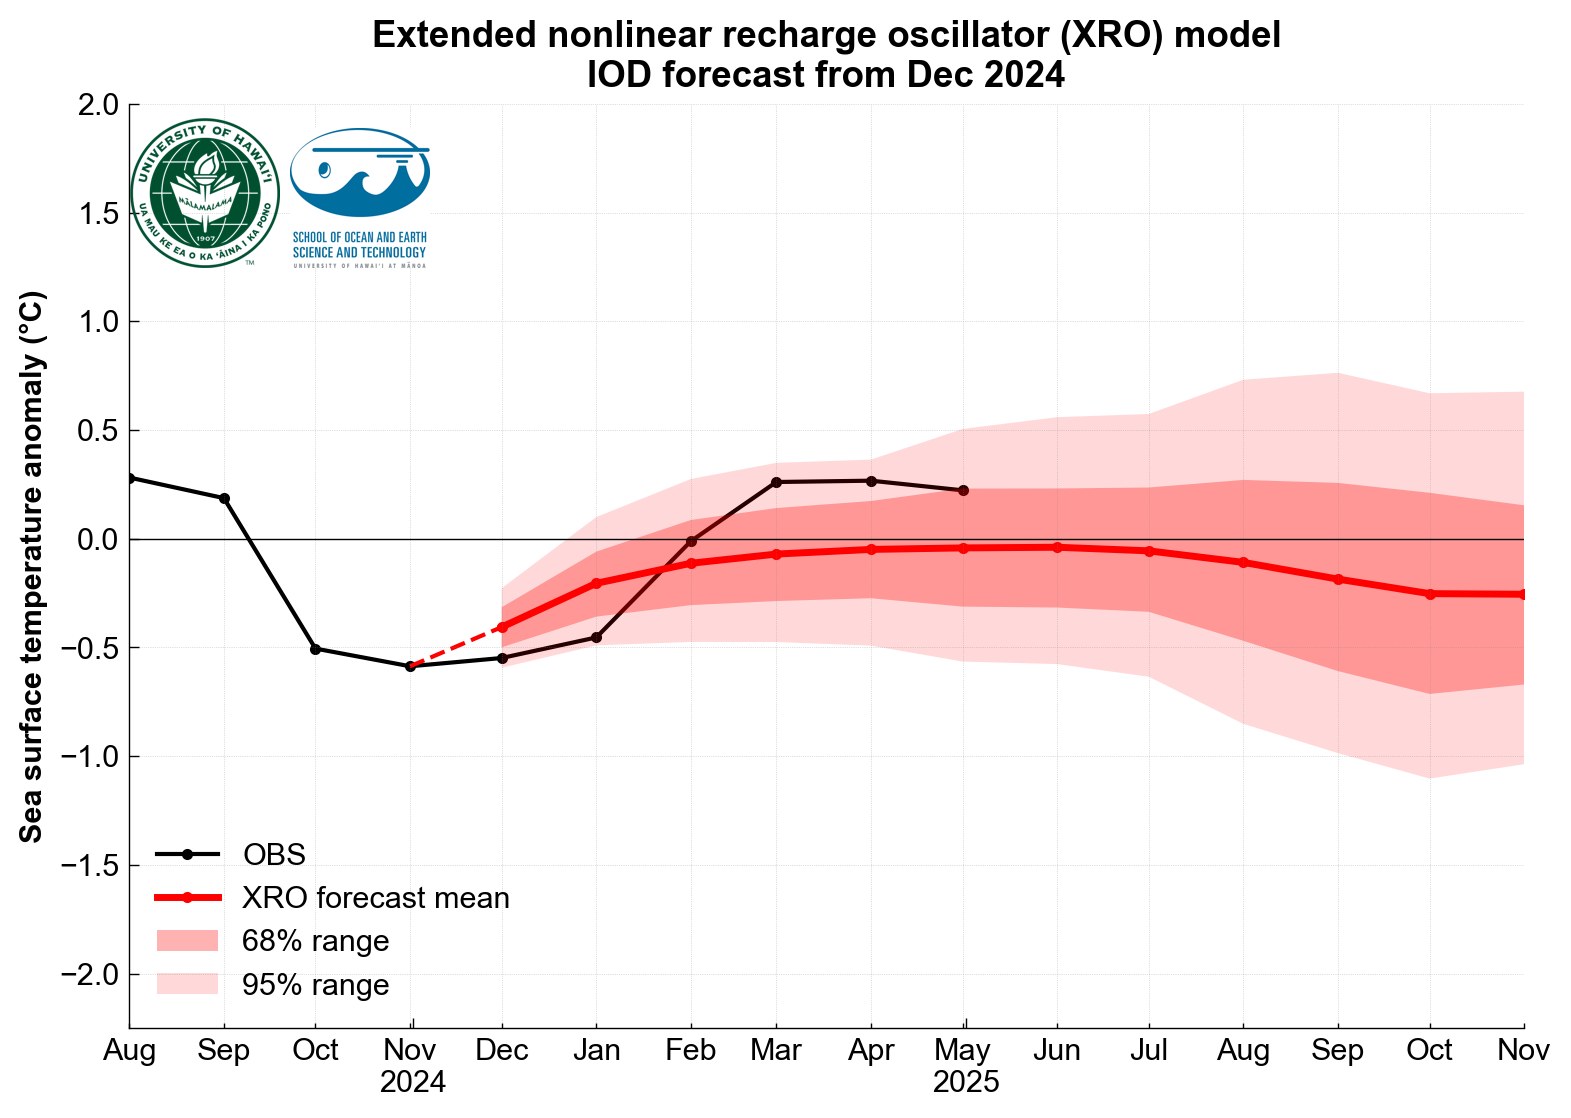 Extended nonlinear recharge oscillator (XRO) model
IOD forecast from Dec 2024
UNIVERSITY OF HAWAIʻI
MĀLAMALAMA
1907
UA MAU KE EA O KA ʻĀINA I KA PONO
TM
SCHOOL OF OCEAN AND EARTH
SCIENCE AND TECHNOLOGY
UNIVERSITY OF HAWAIʻI AT MĀNOA
Sea surface temperature anomaly (°C)
2.0
1.5
1.0
0.5
0.0
−0.5
−1.0
−1.5
−2.0
OBS
XRO forecast mean
68% range
95% range
Aug Sep Oct Nov Dec Jan Feb Mar Apr May Jun Jul Aug Sep Oct Nov
2024 2025